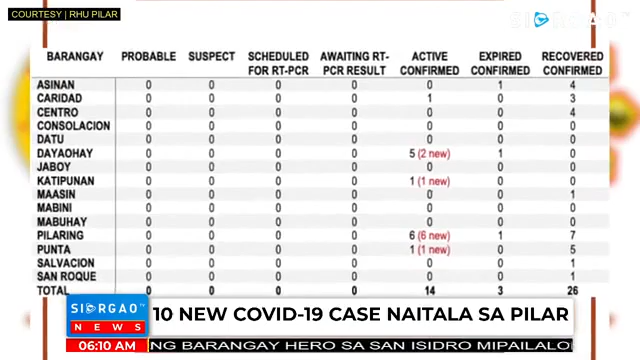 COURTESY | RHU PILAR
SIARGAO TV
BARANGAY PROBABLE SUSPECT SCHEDULED FOR RT-PCR AWAITING RT-PCR RESULT ACTIVE CONFIRMED EXPIRED CONFIRMED RECOVERED CONFIRMED
ASINAN 0 0 0 0 0 1 4
CARIDAD 0 0 0 0 1 0 3
CENTRO 0 0 0 0 0 0 4
CONSOLACION 0 0 0 0 0 0 0
DATU 0 0 0 0 0 0 0
DAYAOHAY 0 0 0 0 5 (2 new) 1 0
JABOY 0 0 0 0 0 0 0
KATIPUNAN 0 0 0 0 1 (1 new) 0 0
MAASIN 0 0 0 0 0 0 1
MABINI 0 0 0 0 0 0 0
MABUHAY 0 0 0 0 0 0 0
PILARING 0 0 0 0 6 (6 new) 1 7
PUNTA 0 0 0 0 1 (1 new) 0 5
SALVACION 0 0 0 0 0 0 1
SAN ROQUE 0 0 0 0 0 0 1
TOTAL 0 0 0 0 14 3 26
SIARGAO TV
NEWS
10 NEW COVID-19 CASE NAITALA SA PILAR
06:10 AM
NG BARANGAY HERO SA SAN ISIDRO MIPAILALO